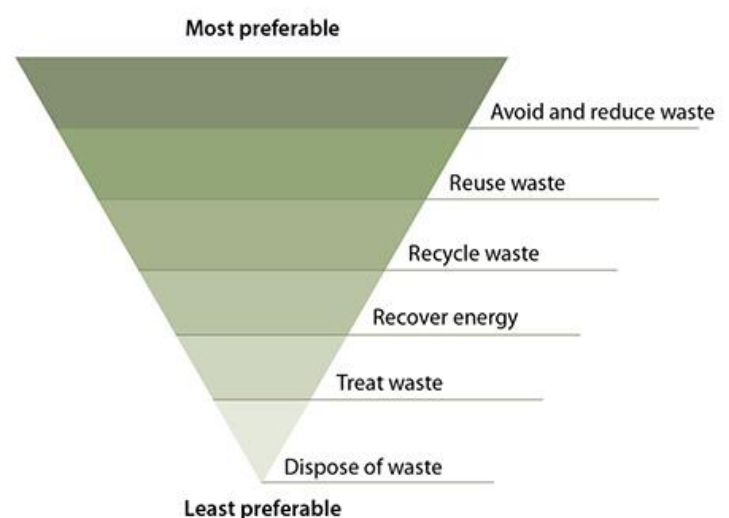 Most preferable
Avoid and reduce waste
Reuse waste
Recycle waste
Recover energy
Treat waste
Dispose of waste
Least preferable